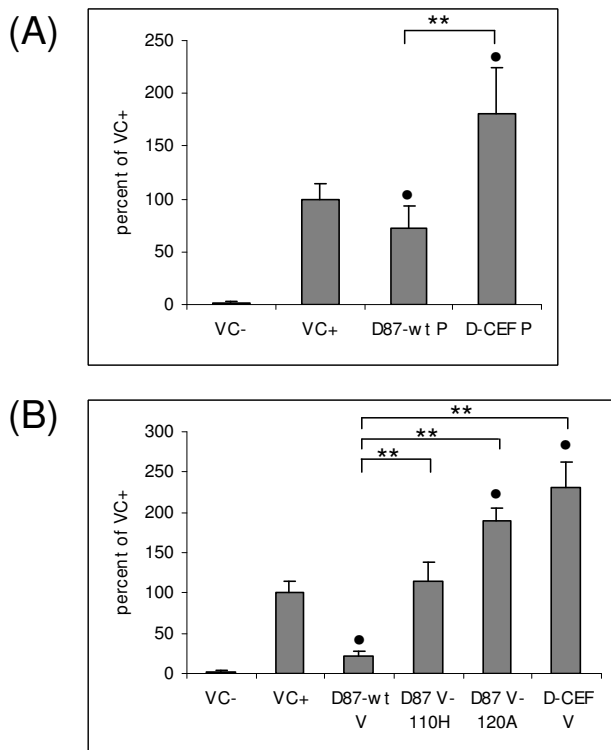 (A)
percent of VC+
250
200
150
100
50
0
**
VC- VC+ D87-wt P D-CEF P
(B)
percent of VC+
300
250
200
150
100
50
0
**
**
**
VC- VC+ D87-wt D87 V- D87 V- D-CEF
V 110H 120A V